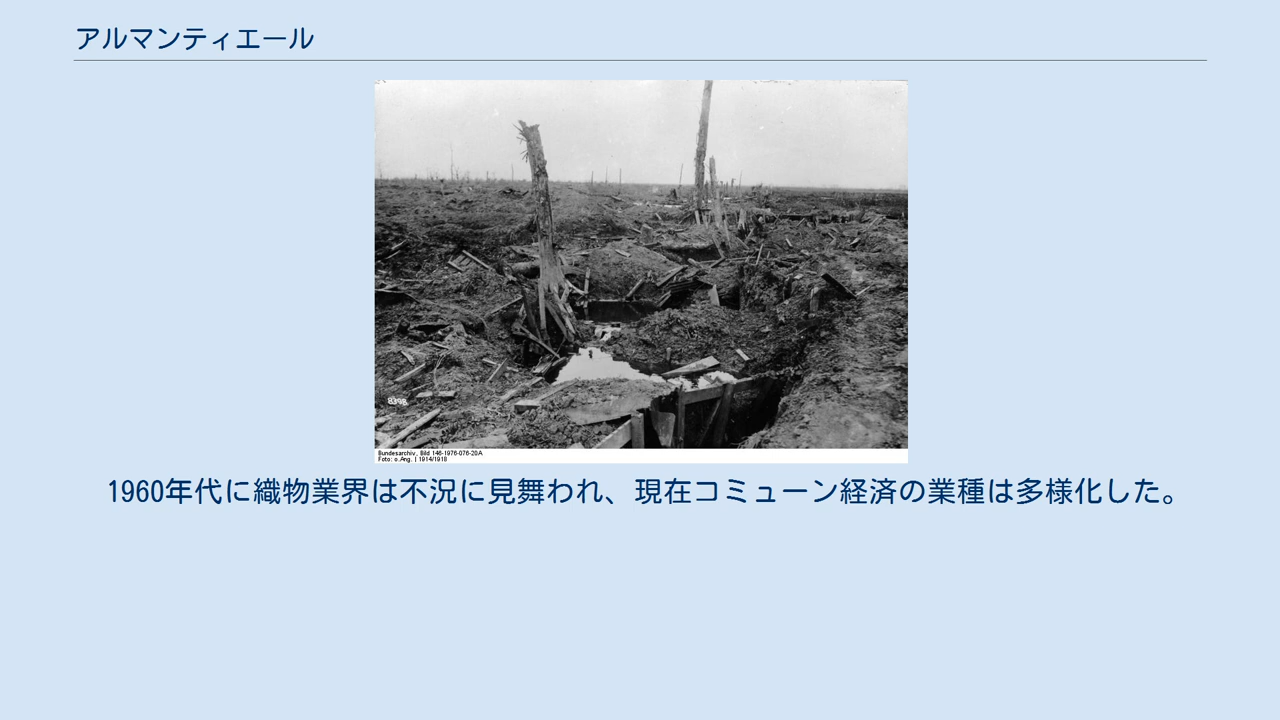 アルマンティエール
8398
Bundesarchiv, Bild 146-1976-076-20A
Foto: o.Ang. | 1914/1918
1960年代に織物業界は不況に見舞われ、現在コミューン経済の業種は多様化した。